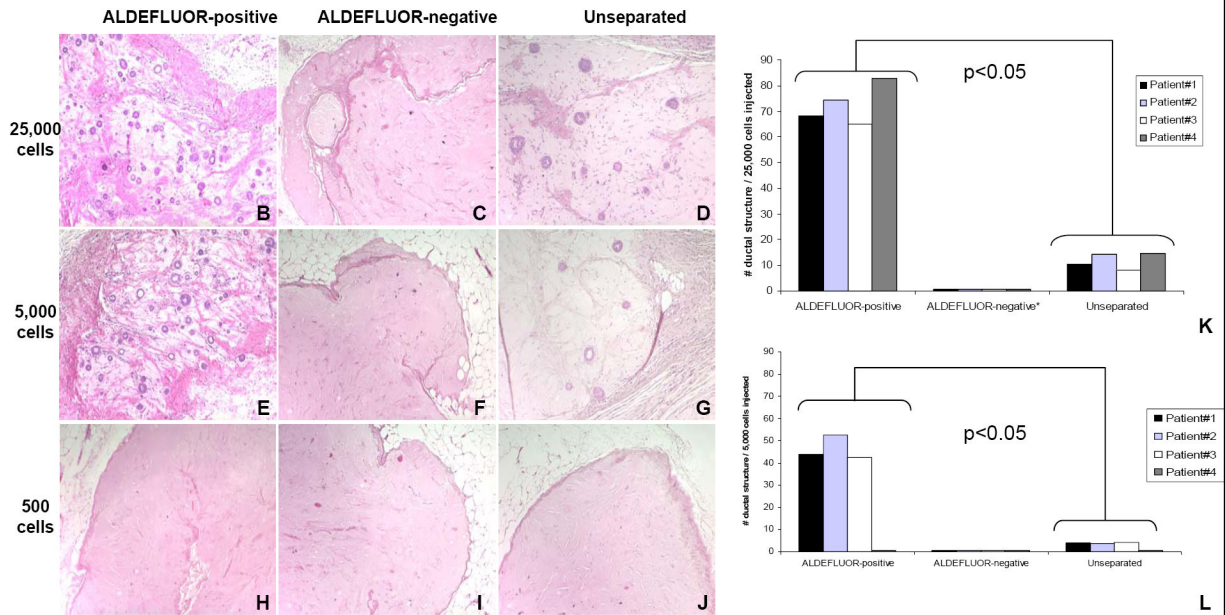 ALDEFLUOR-positive ALDEFLUOR-negative Unseparated
25,000
cells
B C D
5,000
cells
E F G
500
cells
H I J
# ductal structure / 25,000 cells injected
90
80
70
60
50
40
30
20
10
0
p<0.05
Patient#1
Patient#2
Patient#3
Patient#4
ALDEFLUOR-positive ALDEFLUOR-negative* Unseparated
K
# ductal structure / 5,000 cells injected
90
80
70
60
50
40
30
20
10
0
p<0.05
Patient#1
Patient#2
Patient#3
Patient#4
ALDEFLUOR-positive ALDEFLUOR-negative Unseparated
L